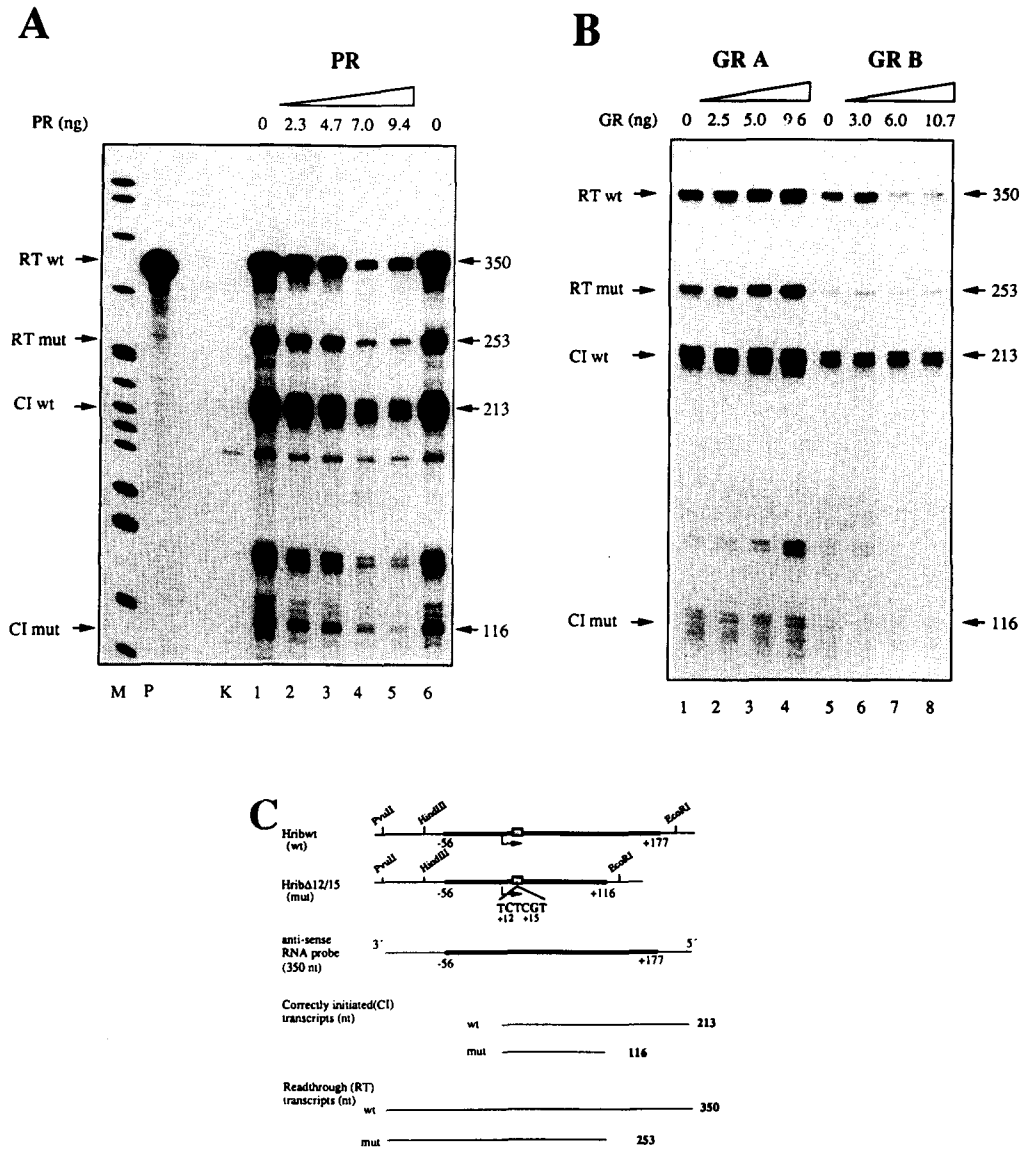 A
PR
PR (ng) 0 2.3 4.7 7.0 9.4 0
RT wt 350
RT mut 253
CI wt 213
CI mut 116
M P K 1 2 3 4 5 6
B
GR A GR B
GR (ng) 0 2.5 5.0 9 6 0 3.0 6.0 10.7
RT wt 350
RT mut 253
CI wt 213
CI mut 116
1 2 3 4 5 6 7 8
C
PvuII HindIII EcoRI
Hribwt
(wt)
-56 +177
PvuII HindIII EcoRI
HribΔ12/15
(mut)
-56 +116
TCTCGT
+12 +15
anti-sense
RNA probe
(350 nt)
3´ 5´
-56 +177
Correctly initiated(CI)
transcripts (nt)
wt 213
mut 116
Readthrough (RT)
transcripts (nt)
wt 350
mut 253